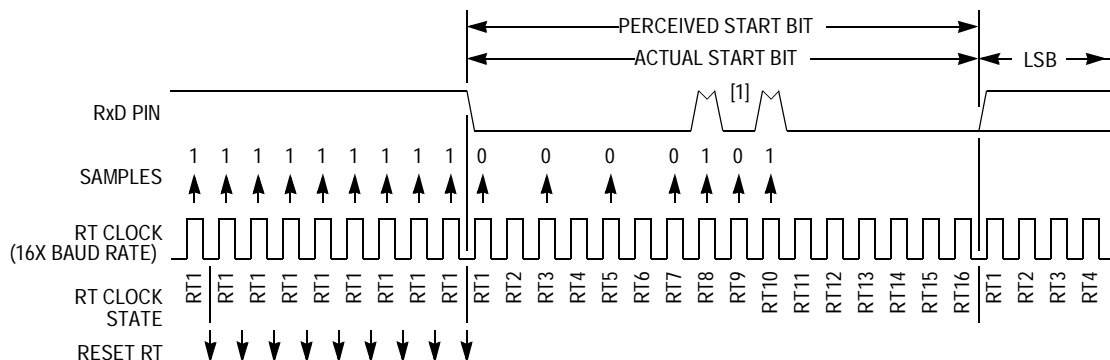 PERCEIVED START BIT
ACTUAL START BIT LSB
RxD PIN [1]
SAMPLES 1 1 1 1 1 1 1 1 1 0 0 0 0 1 0 1
RT CLOCK
(16X BAUD RATE)
RT CLOCK
STATE
RT1 RT1 RT1 RT1 RT1 RT1 RT1 RT1 RT1 RT1 RT2 RT3 RT4 RT5 RT6 RT7 RT8 RT9 RT10 RT11 RT12 RT13 RT14 RT15 RT16 RT1 RT2 RT3 RT4
RESET RT